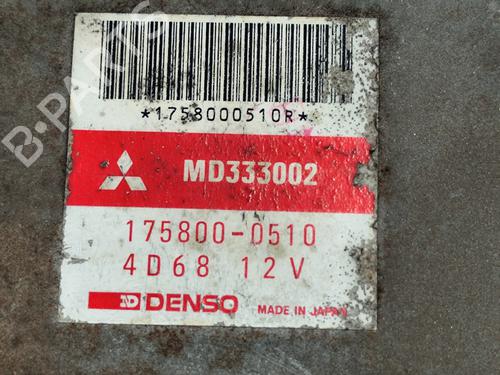 *1758000510R*
MD333002
175800-0510
4D68 12V
DENSO MADE IN JAPAN
B-PARTS